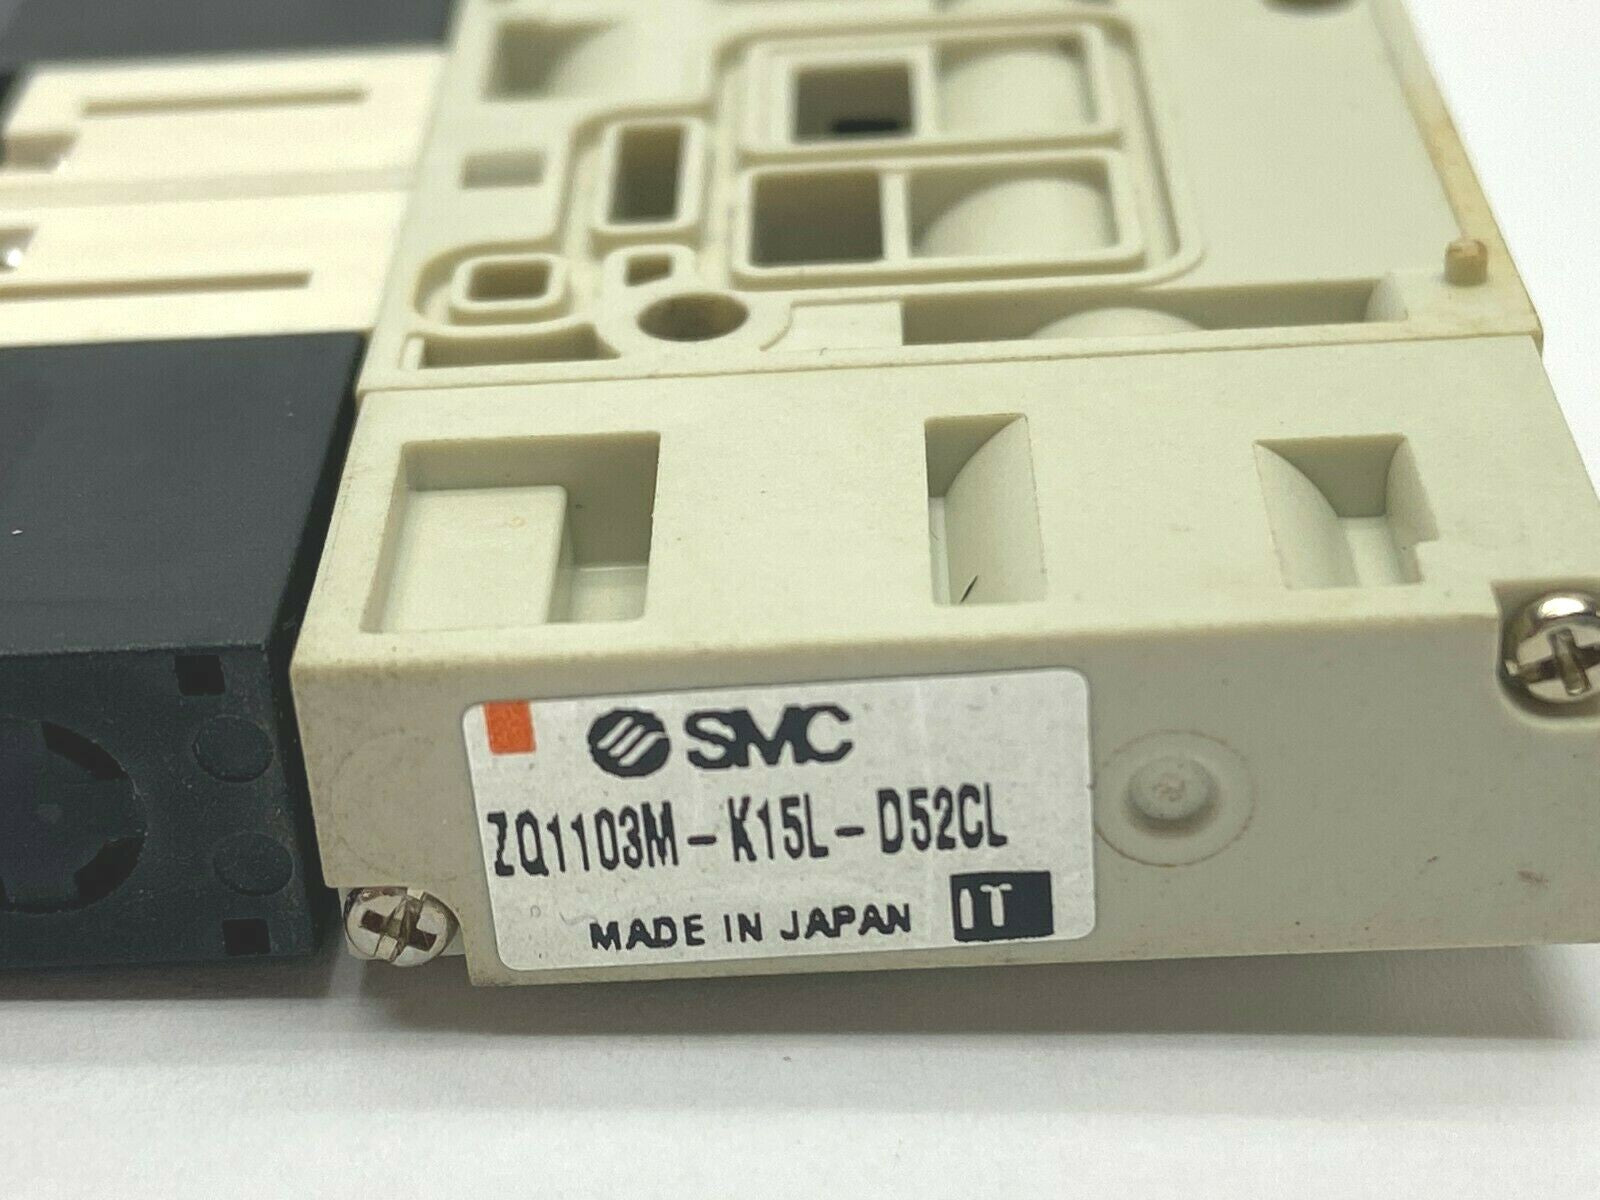 SMC
ZQ1103M-K15L-D52CL
MADE IN JAPAN IT